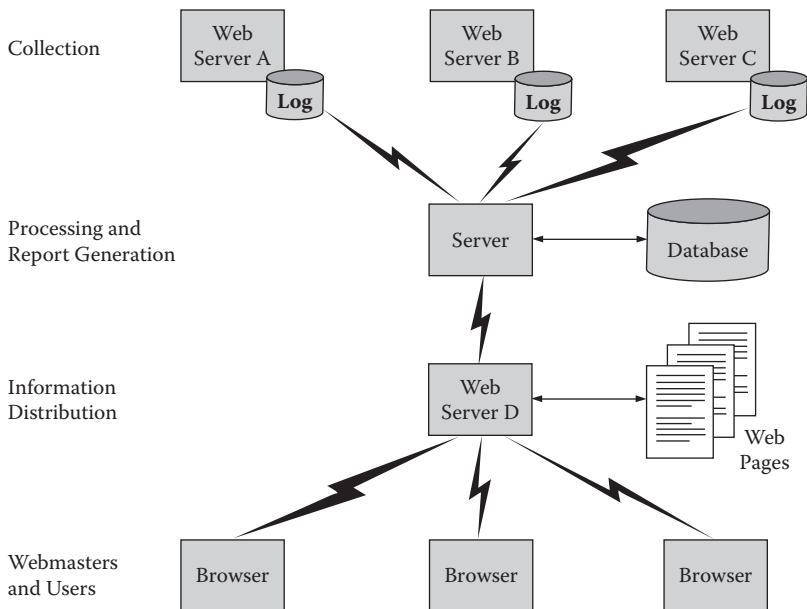 Collection
Web
Server A
Log
Web
Server B
Log
Web
Server C
Log
Processing and
Report Generation
Server
Database
Information
Distribution
Web
Server D
Web
Pages
Webmasters
and Users
Browser
Browser
Browser